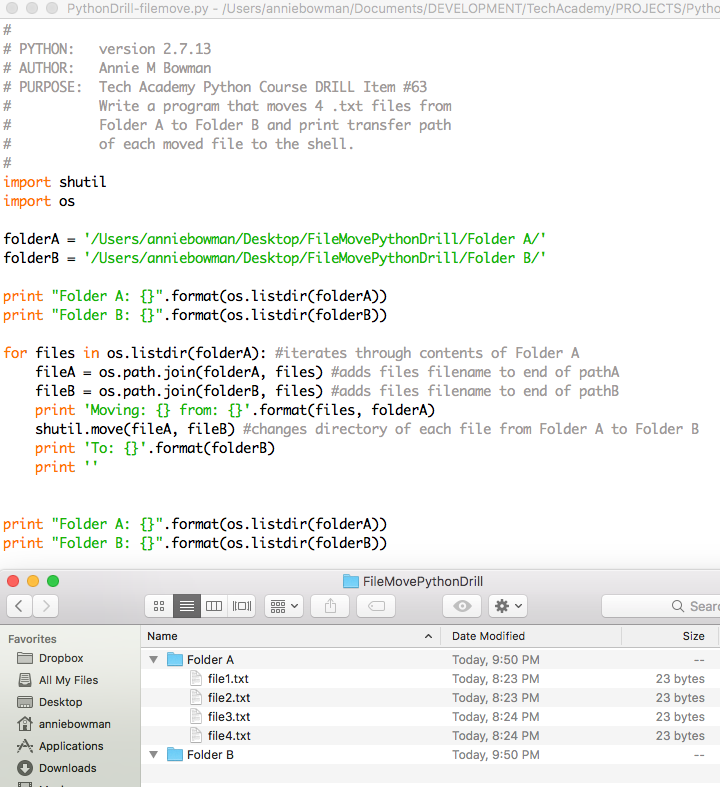 PythonDrill-filemove.py - /Users/anniebowman/Documents/DEVELOPMENT/TechAcademy/PROJECTS/Pytho
#
# PYTHON:   version 2.7.13
# AUTHOR:   Annie M Bowman
# PURPOSE:  Tech Academy Python Course DRILL Item #63
#           Write a program that moves 4 .txt files from
#           Folder A to Folder B and print transfer path
#           of each moved file to the shell.
#
import shutil
import os
folderA = '/Users/anniebowman/Desktop/FileMovePythonDrill/Folder A/'
folderB = '/Users/anniebowman/Desktop/FileMovePythonDrill/Folder B/'
print "Folder A: {}".format(os.listdir(folderA))
print "Folder B: {}".format(os.listdir(folderB))
for files in os.listdir(folderA): #iterates through contents of Folder A
    fileA = os.path.join(folderA, files) #adds files filename to end of pathA
    fileB = os.path.join(folderB, files) #adds files filename to end of pathB
    print 'Moving: {} from: {}'.format(files, folderA)
    shutil.move(fileA, fileB) #changes directory of each file from Folder A to Folder B
    print 'To: {}'.format(folderB)
    print ''
print "Folder A: {}".format(os.listdir(folderA))
print "Folder B: {}".format(os.listdir(folderB))
FileMovePythonDrill
Sear
Favorites
Dropbox
All My Files
Desktop
anniebowman
Applications
Downloads
Name Date Modified Size
Folder A Today, 9:50 PM --
file1.txt Today, 8:23 PM 23 bytes
file2.txt Today, 8:23 PM 23 bytes
file3.txt Today, 8:24 PM 23 bytes
file4.txt Today, 8:24 PM 23 bytes
Folder B Today, 9:50 PM --